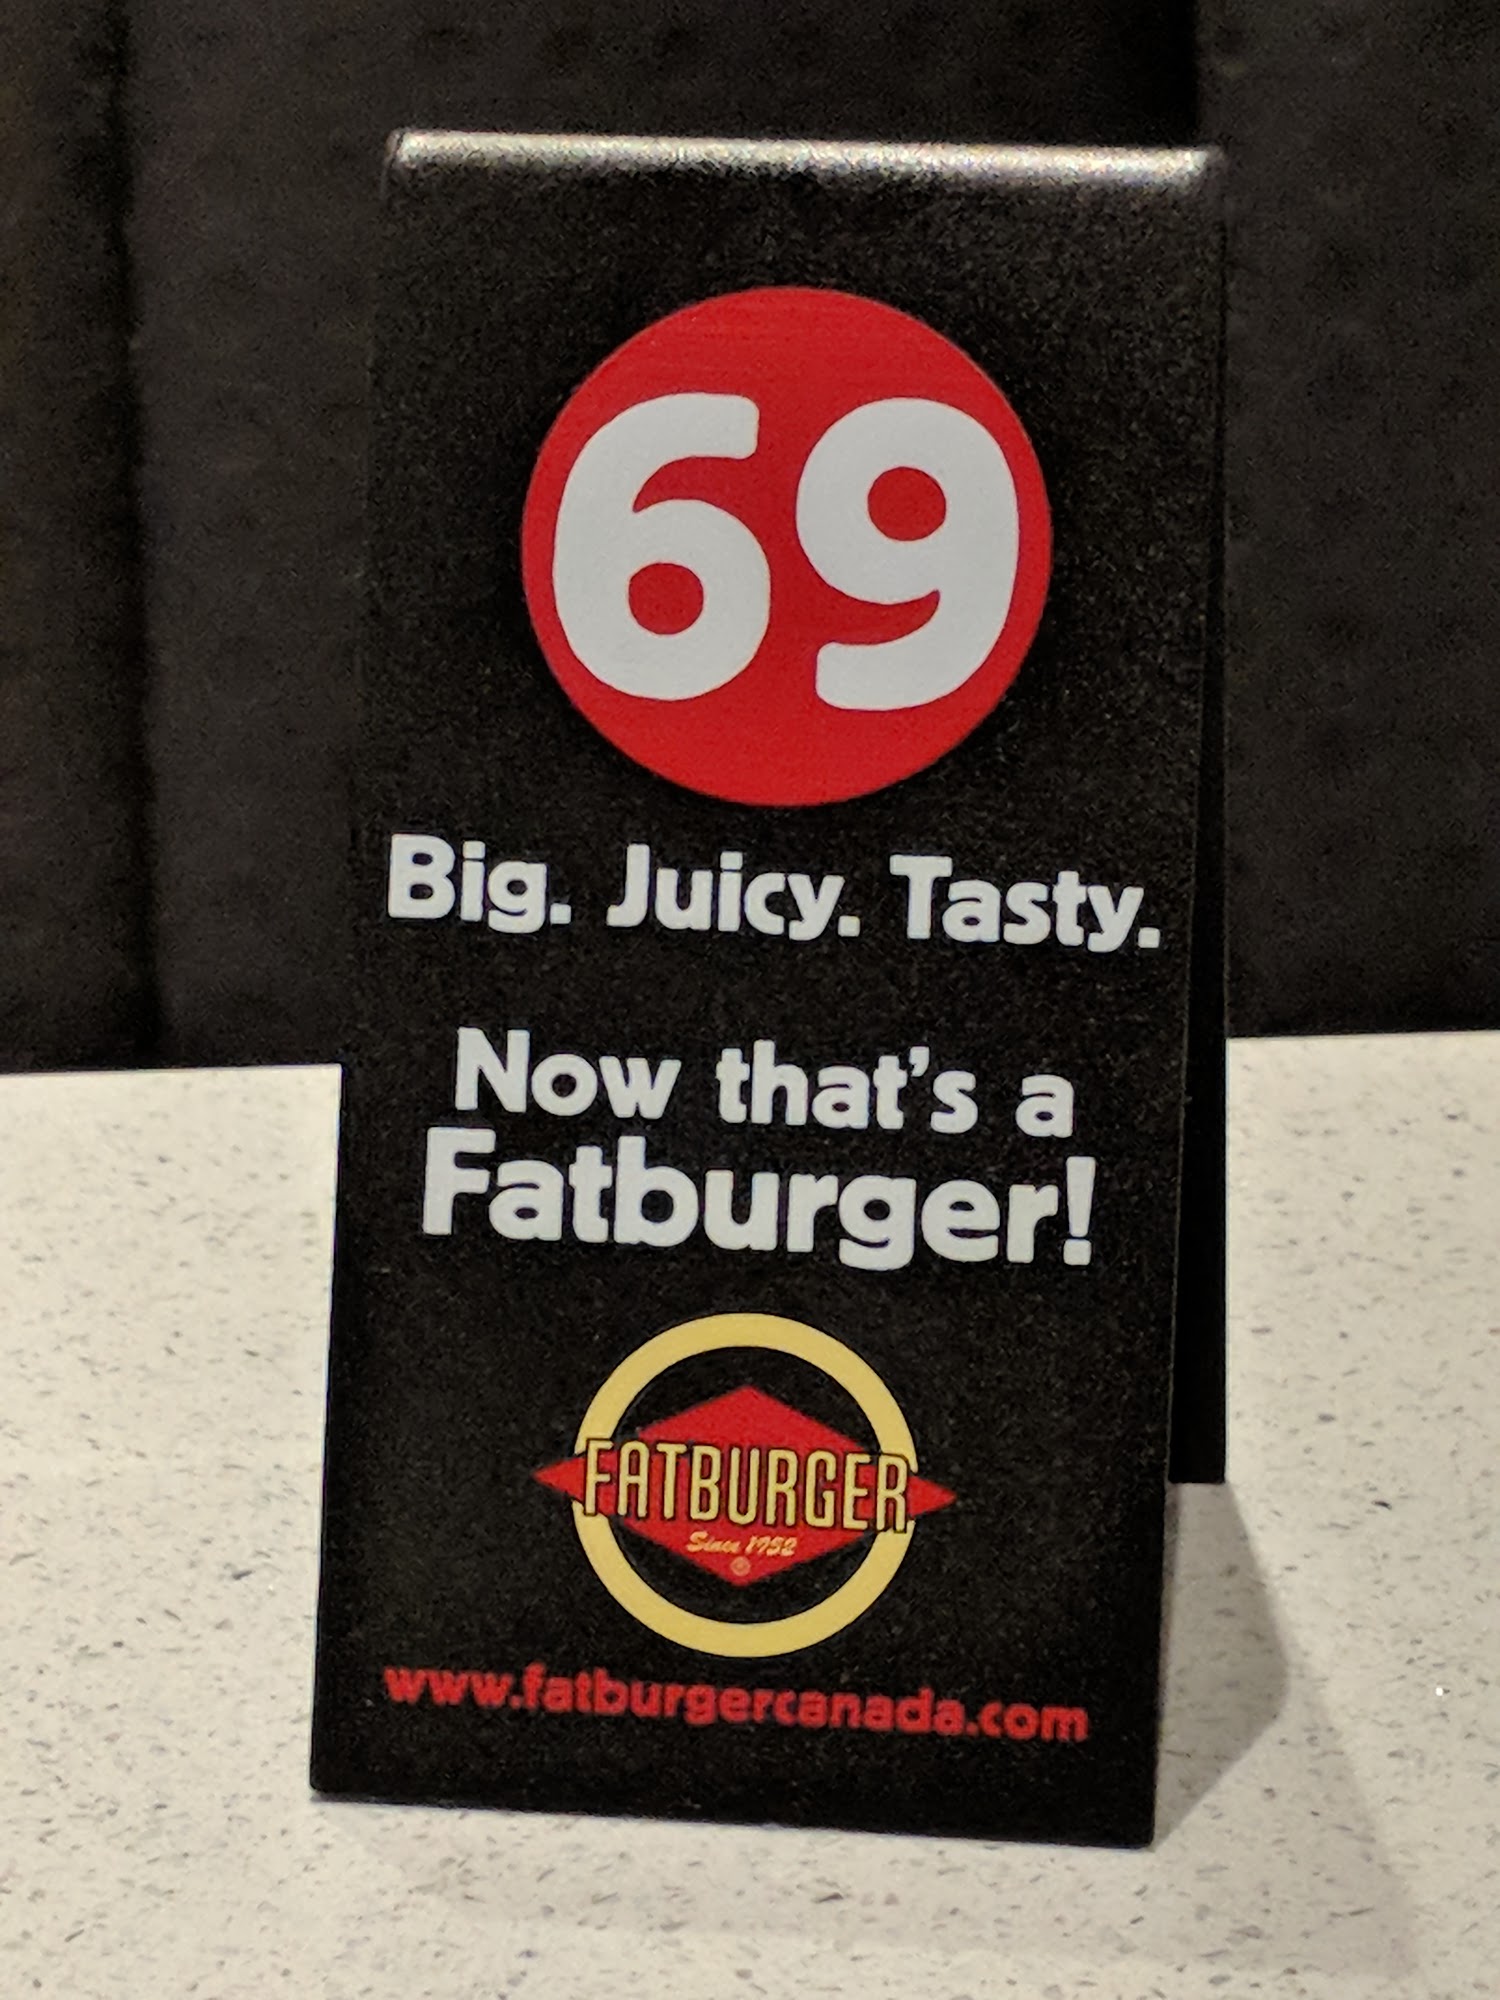 69
Big. Juicy. Tasty.
Now that's a
Fatburger!
FATBURGER
Since 1952
®
www.fatburgercanada.com